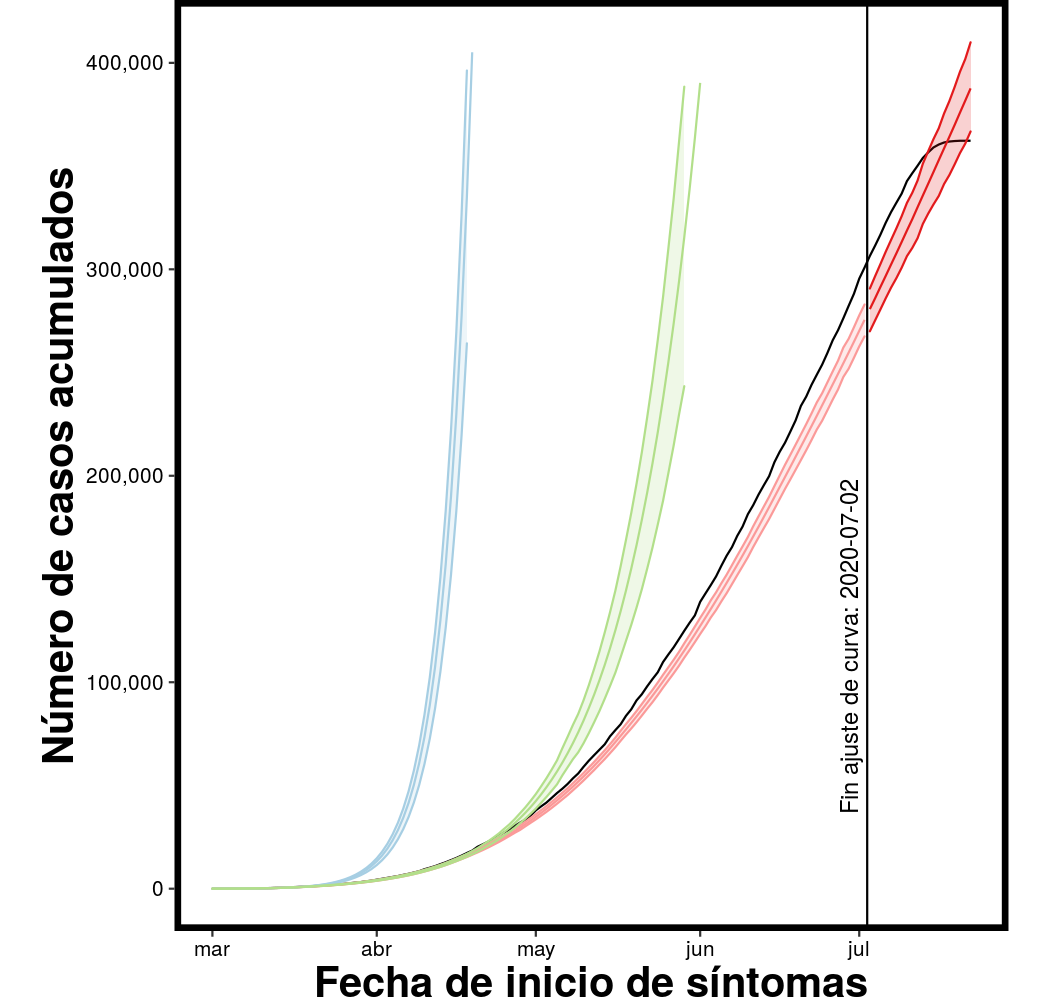 Número de casos acumulados
400,000
300,000
200,000
100,000
0
Fin ajuste de curva: 2020-07-02
mar
abr
may
jun
jul
Fecha de inicio de síntomas